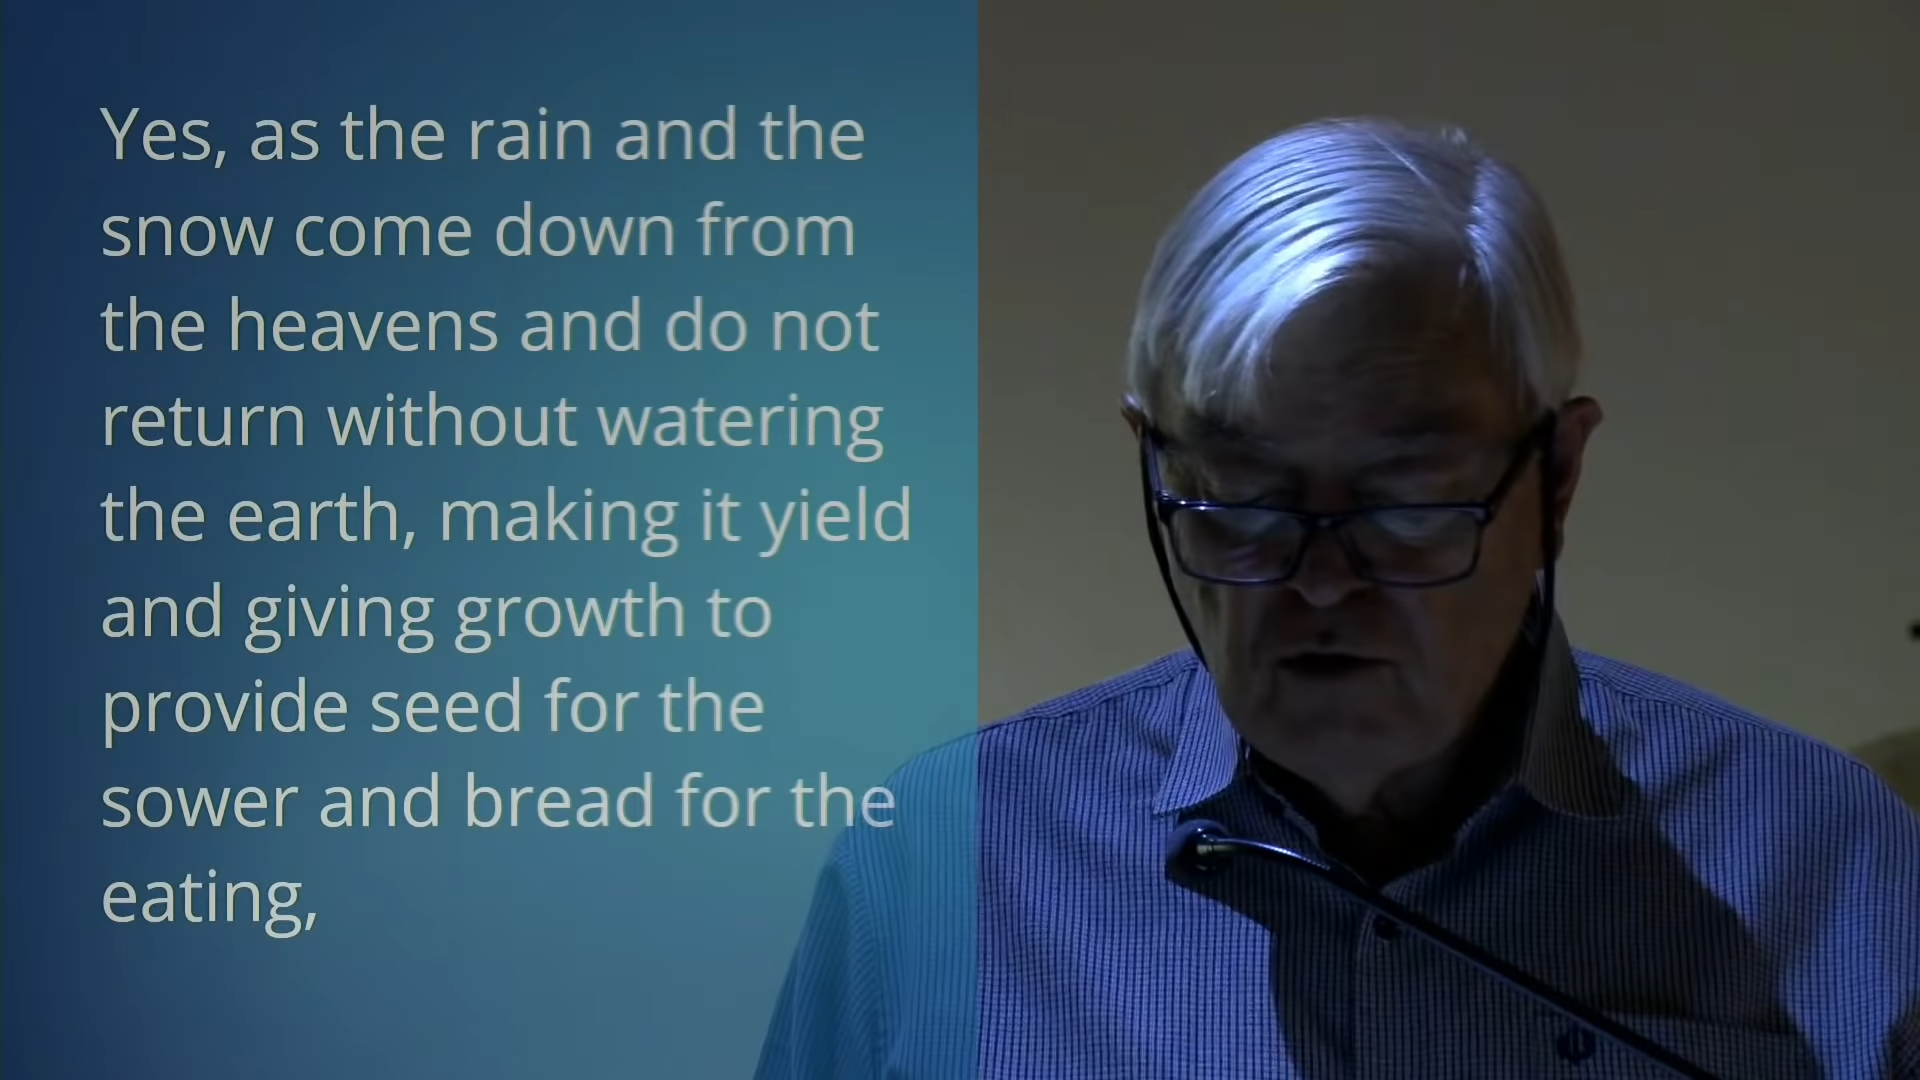 Yes, as the rain and the
snow come down from
the heavens and do not
return without watering
the earth, making it yield
and giving growth to
provide seed for the
sower and bread for the
eating,